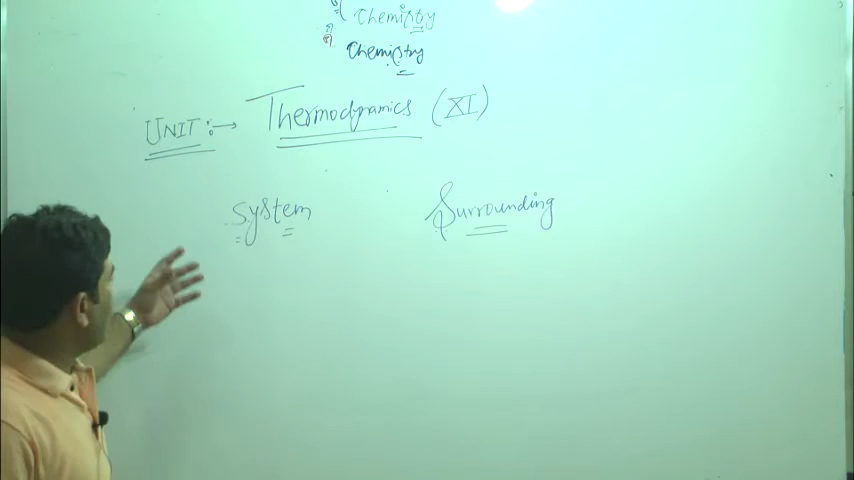 Chemistry
Chemistry
UNIT:→ Thermodynamics (XI)
System Surrounding